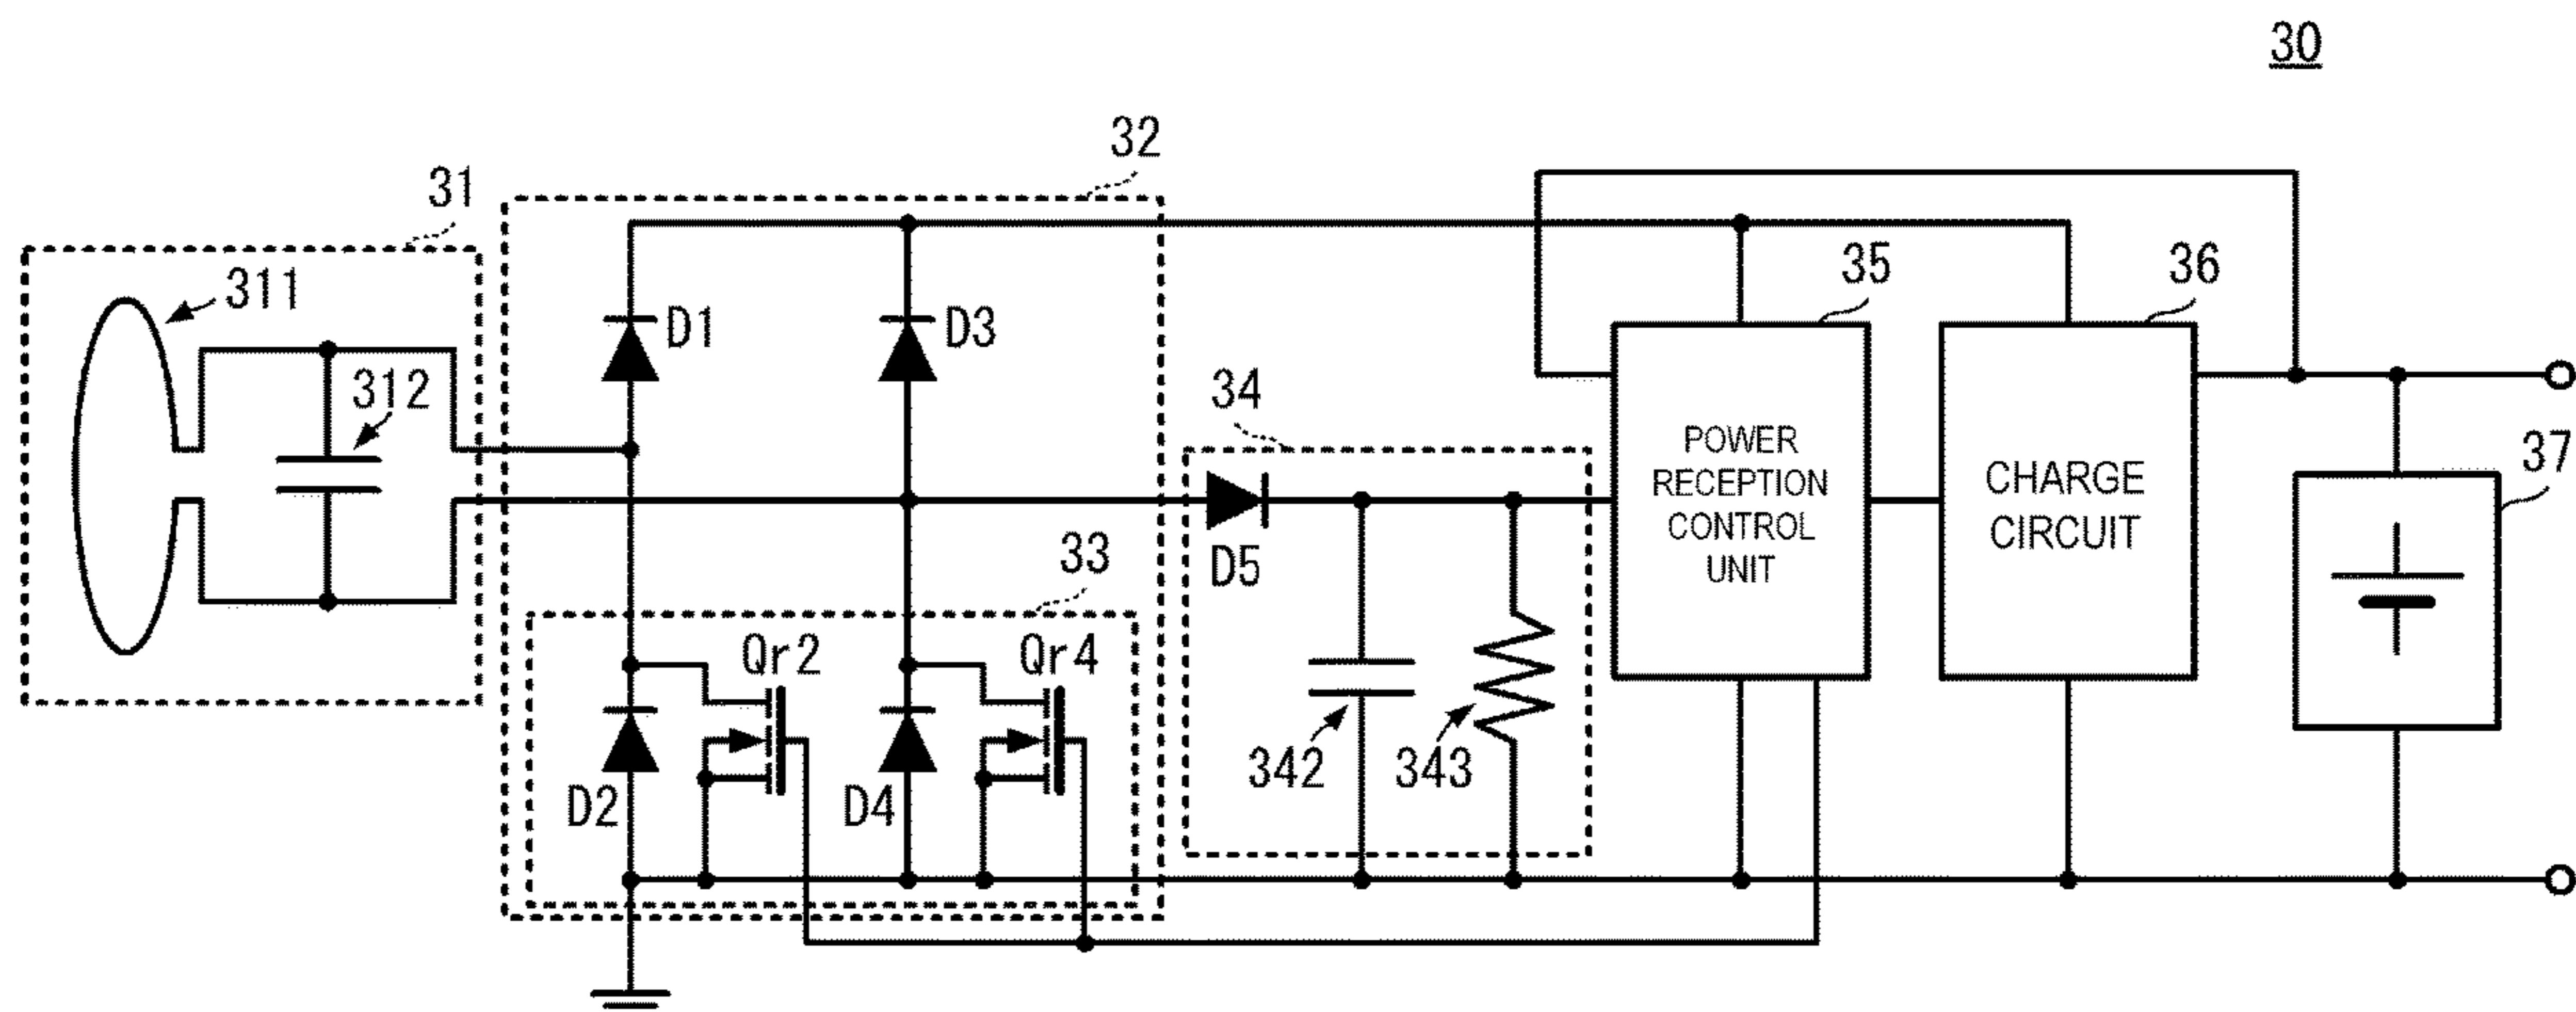 30
32
31
311
35
36
D1
D3
312
34
37
POWER
RECEPTION
CONTROL
UNIT
CHARGE
CIRCUIT
33
D5
Qr2
Qr4
342
343
D2
D4